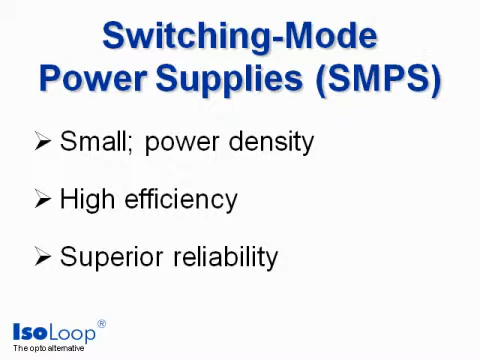 Switching-Mode
Power Supplies (SMPS)
➢ Small; power density
➢ High efficiency
➢ Superior reliability
IsoLoop®
The opto alternative